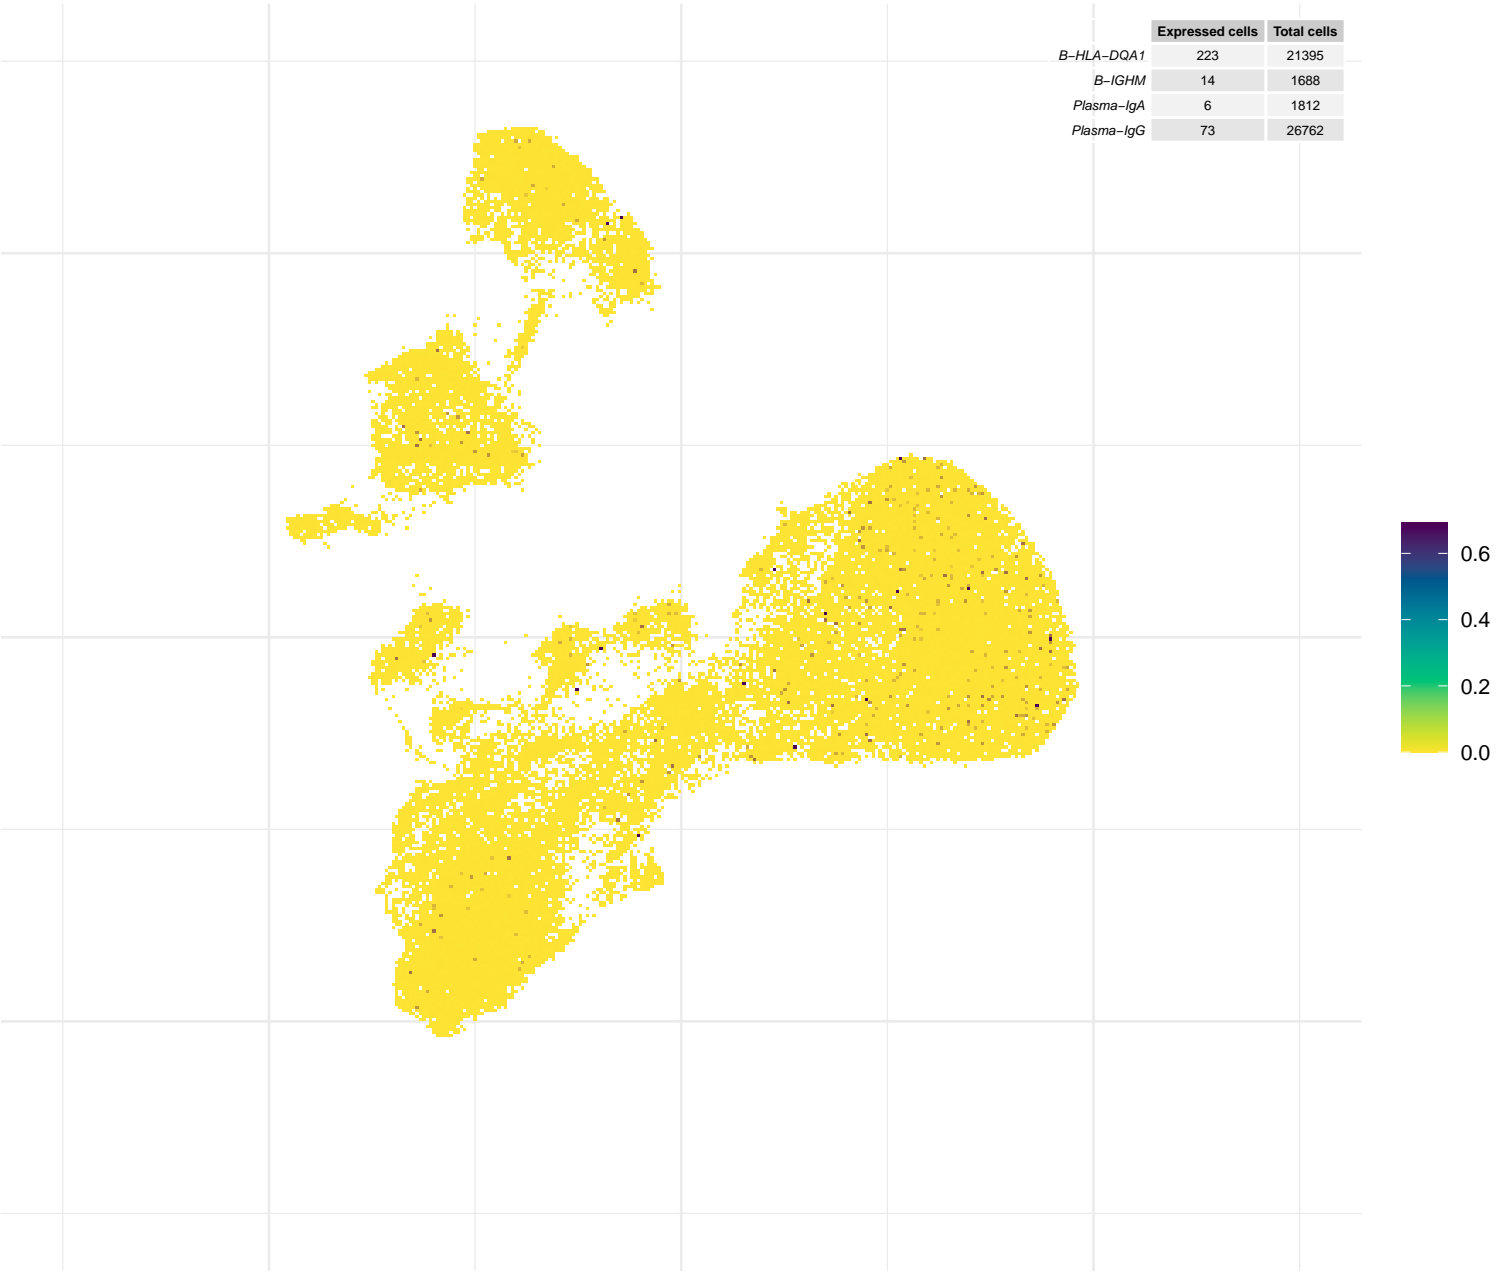 Expressed cells Total cells
B−HLA−DQA1 223 21395
B−IGHM 14 1688
Plasma−IgA 6 1812
Plasma−IgG 73 26762
0.6
0.4
0.2
0.0